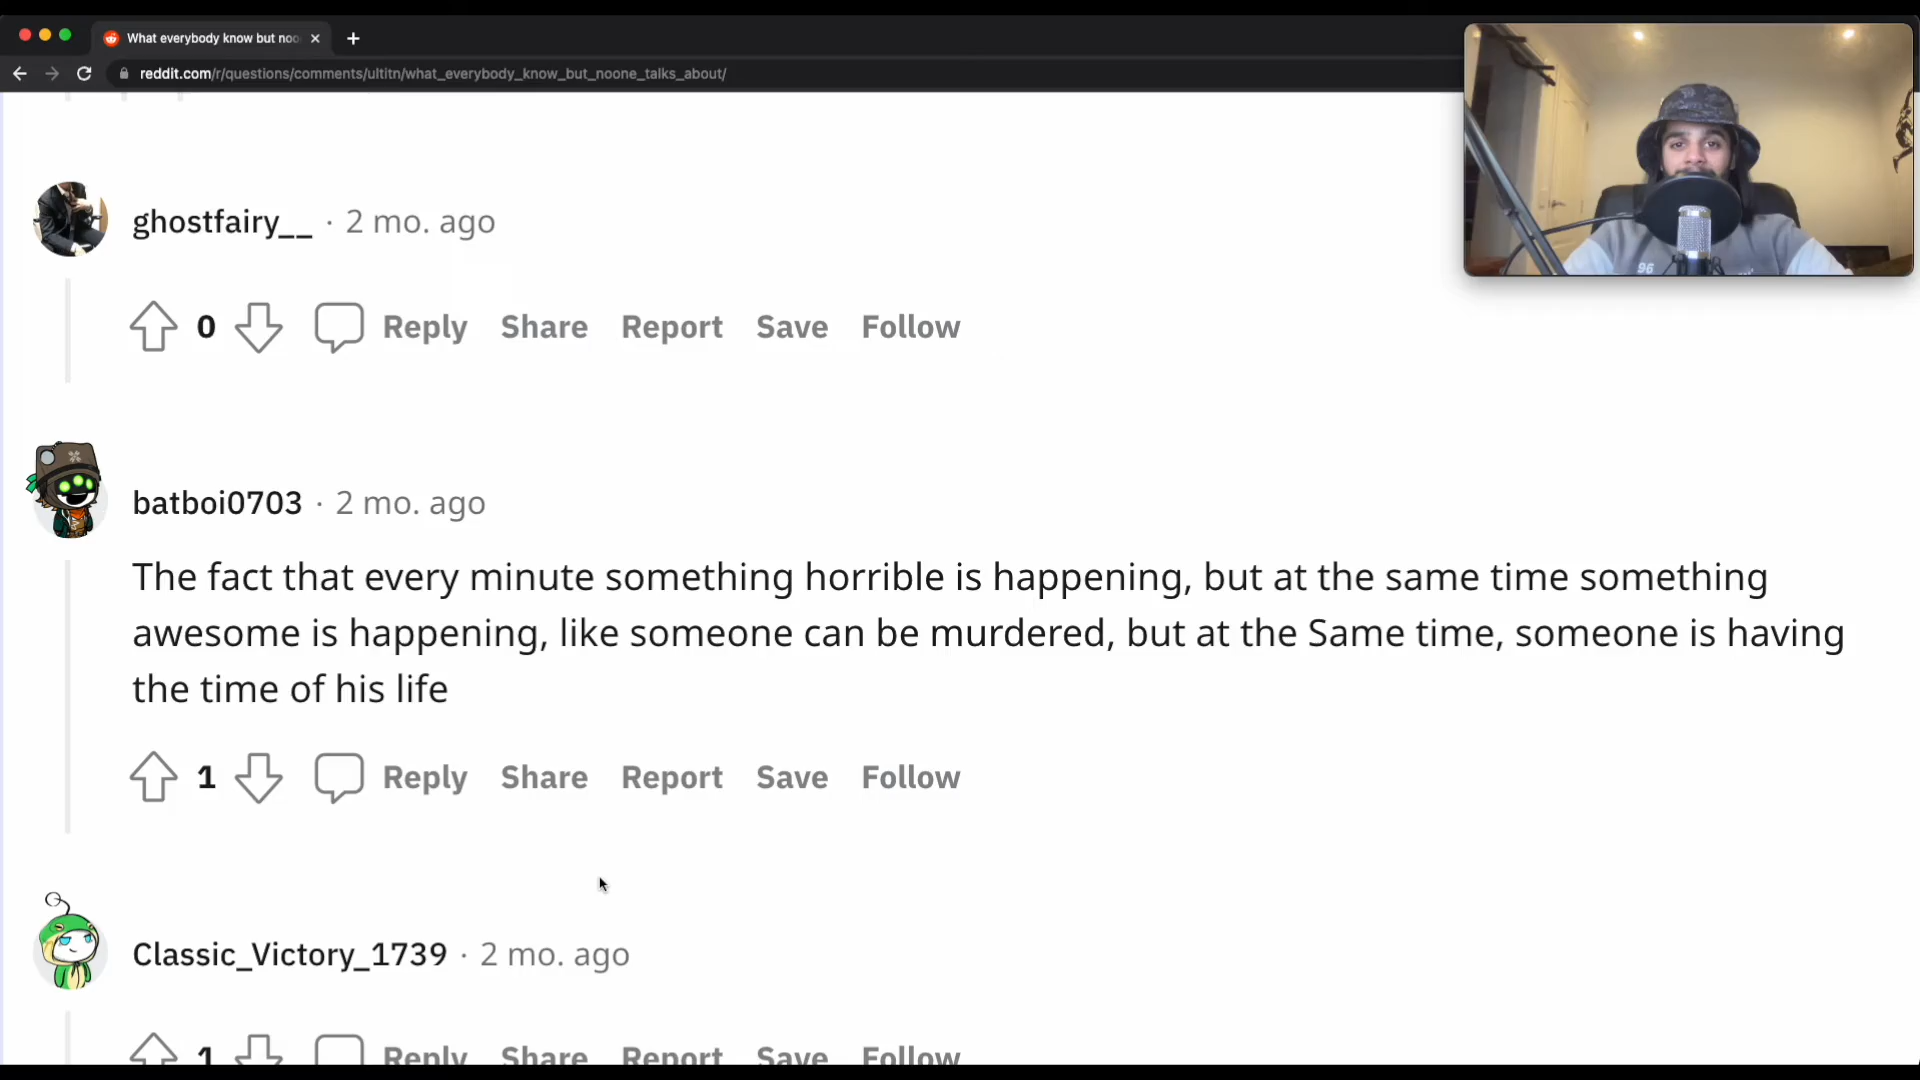 What everybody know but noo
reddit.com/r/questions/comments/ultitn/what_everybody_know_but_noone_talks_about/
96
ghostfairy__ · 2 mo. ago
0 Reply Share Report Save Follow
batboi0703 · 2 mo. ago
The fact that every minute something horrible is happening, but at the same time something
awesome is happening, like someone can be murdered, but at the Same time, someone is having
the time of his life
1 Reply Share Report Save Follow
Classic_Victory_1739 · 2 mo. ago
1 Reply Share Report Save Follow